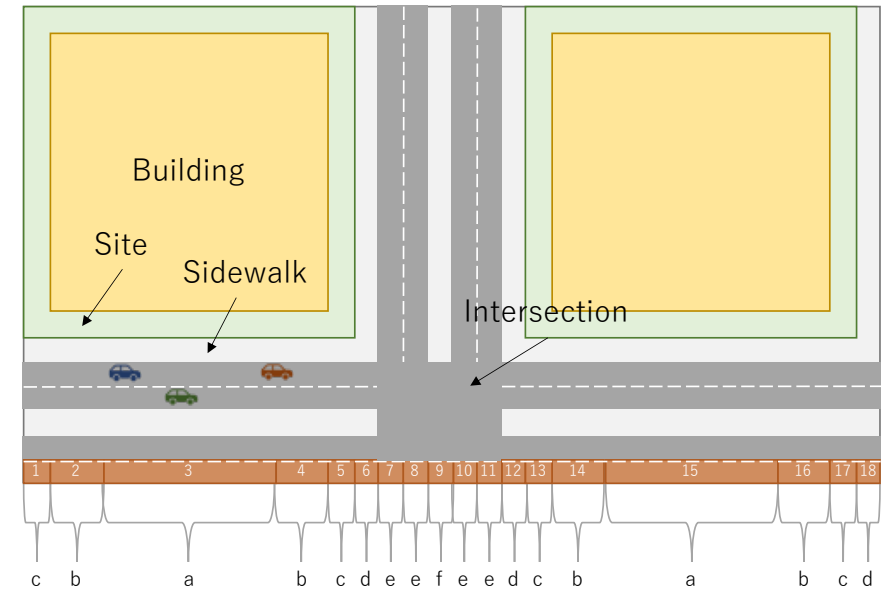 Building
Site
Sidewalk
Intersection
1 2 3 4 5 6 7 8 9 10 11 12 13 14 15 16 17 18
c b a b c d e e f e e d c b a b c d